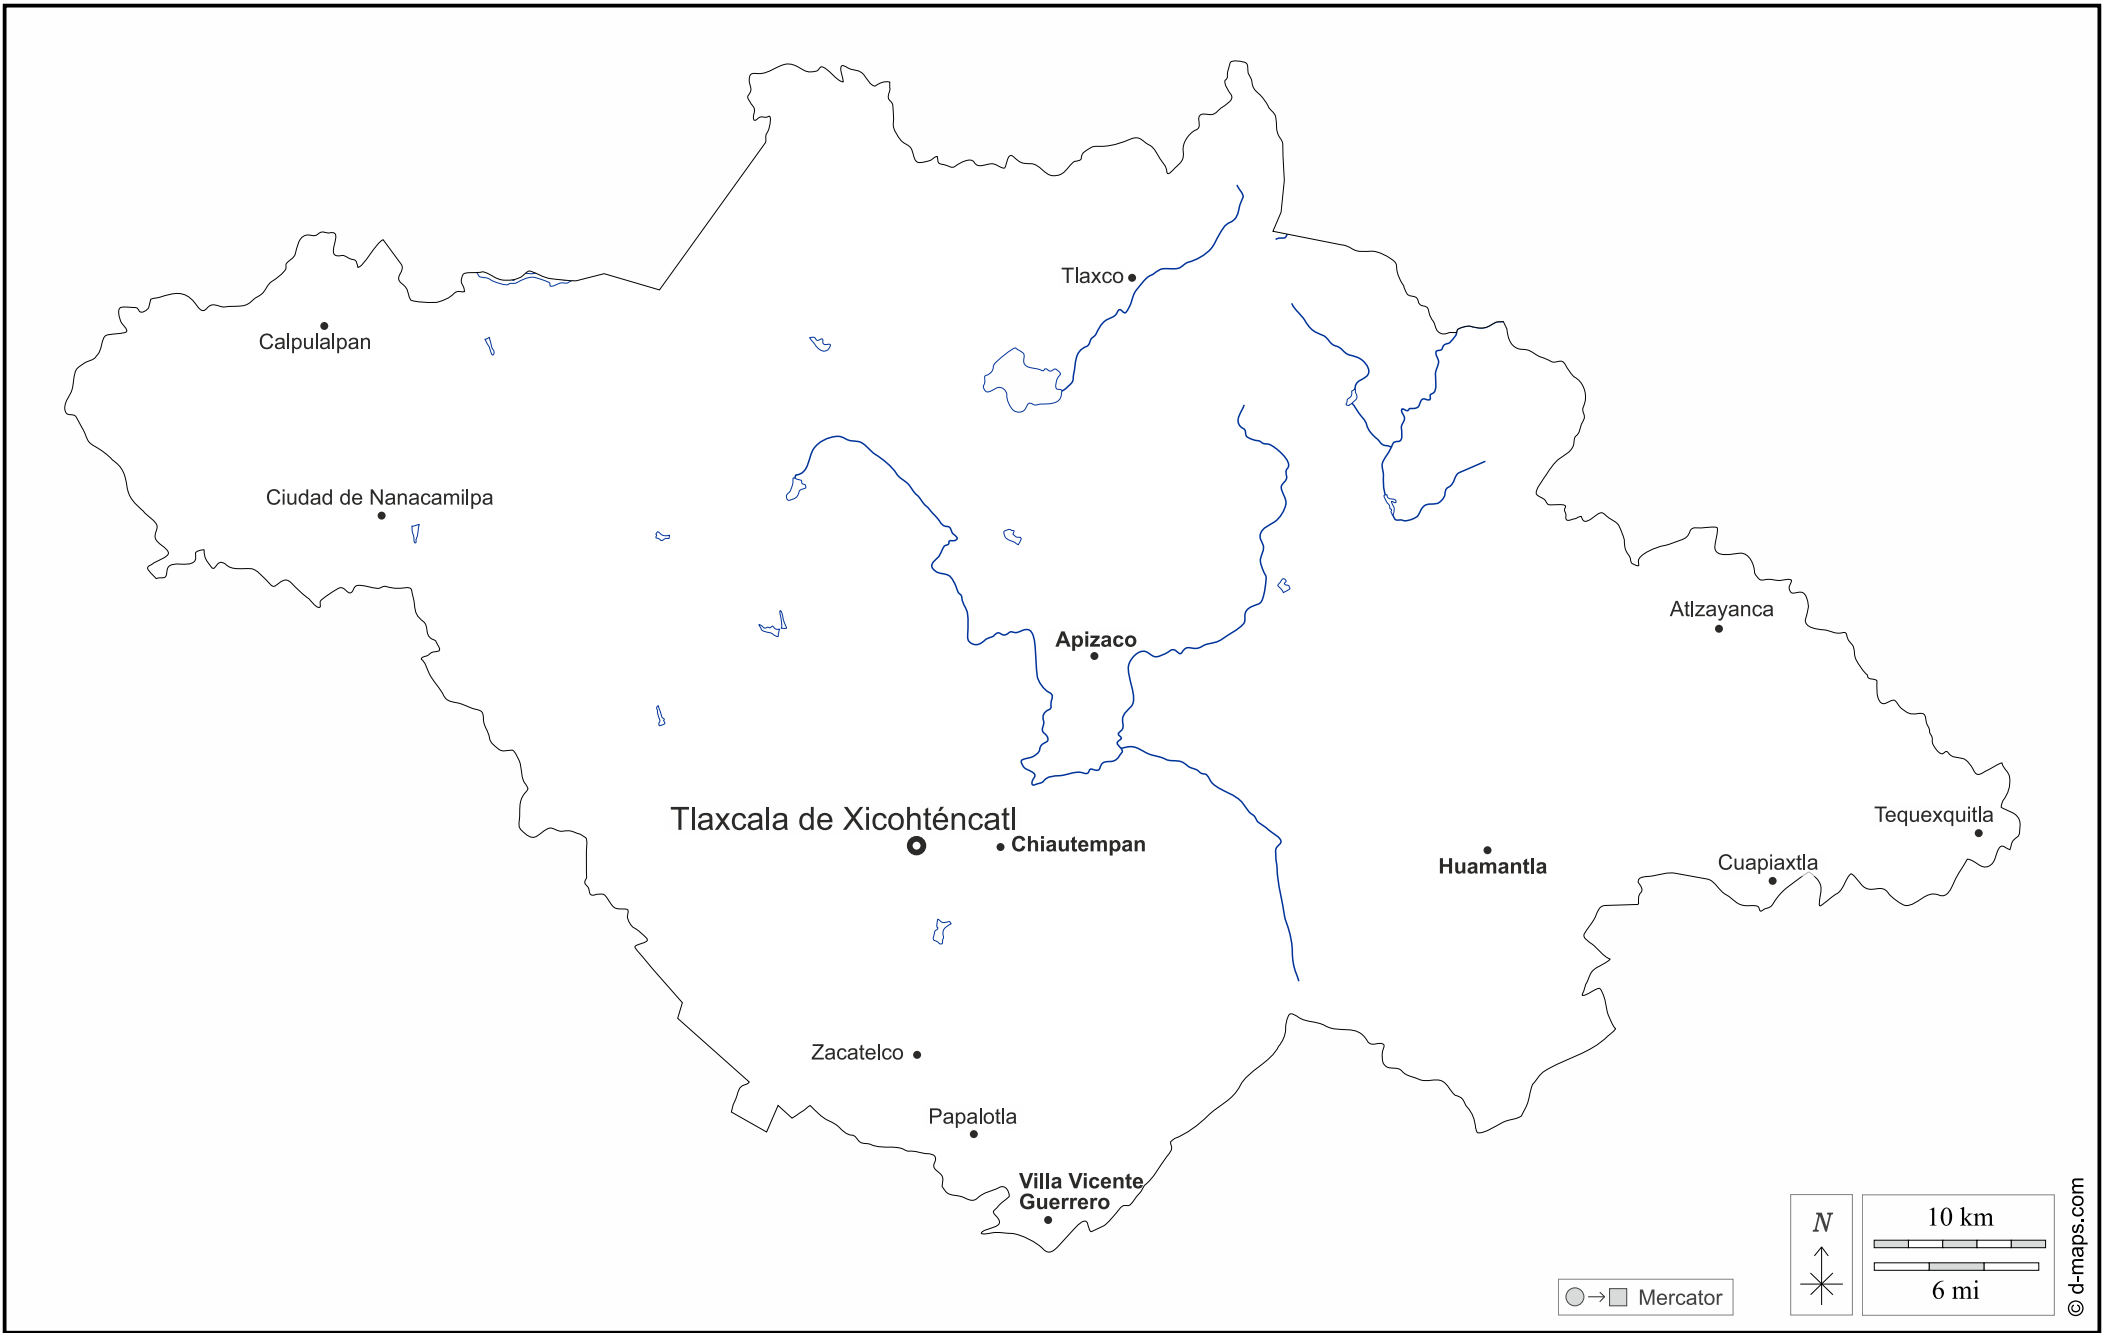 Tlaxco
Calpulalpan
Ciudad de Nanacamilpa
Atlzayanca
Apizaco
Tlaxcala de Xicohténcatl
Chiautempan
Tequexquitla
Cuapiaxtla
Huamantla
Zacatelco
Papalotla
Villa Vicente
Guerrero
N
10 km
6 mi
Mercator
© d-maps.com